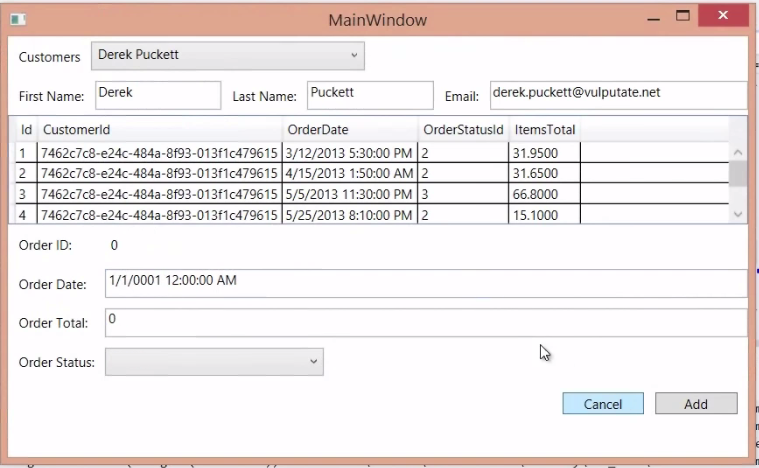 MainWindow
Customers Derek Puckett
First Name: Derek Last Name: Puckett Email: derek.puckett@vulputate.net
Id CustomerId OrderDate OrderStatusId ItemsTotal
1 7462c7c8-e24c-484a-8f93-013f1c479615 3/12/2013 5:30:00 PM 2 31.9500
2 7462c7c8-e24c-484a-8f93-013f1c479615 4/15/2013 1:50:00 AM 2 31.6500
3 7462c7c8-e24c-484a-8f93-013f1c479615 5/5/2013 11:30:00 PM 3 66.8000
4 7462c7c8-e24c-484a-8f93-013f1c479615 5/25/2013 8:10:00 PM 2 15.1000
Order ID: 0
Order Date: 1/1/0001 12:00:00 AM
Order Total: 0
Order Status:
Cancel Add